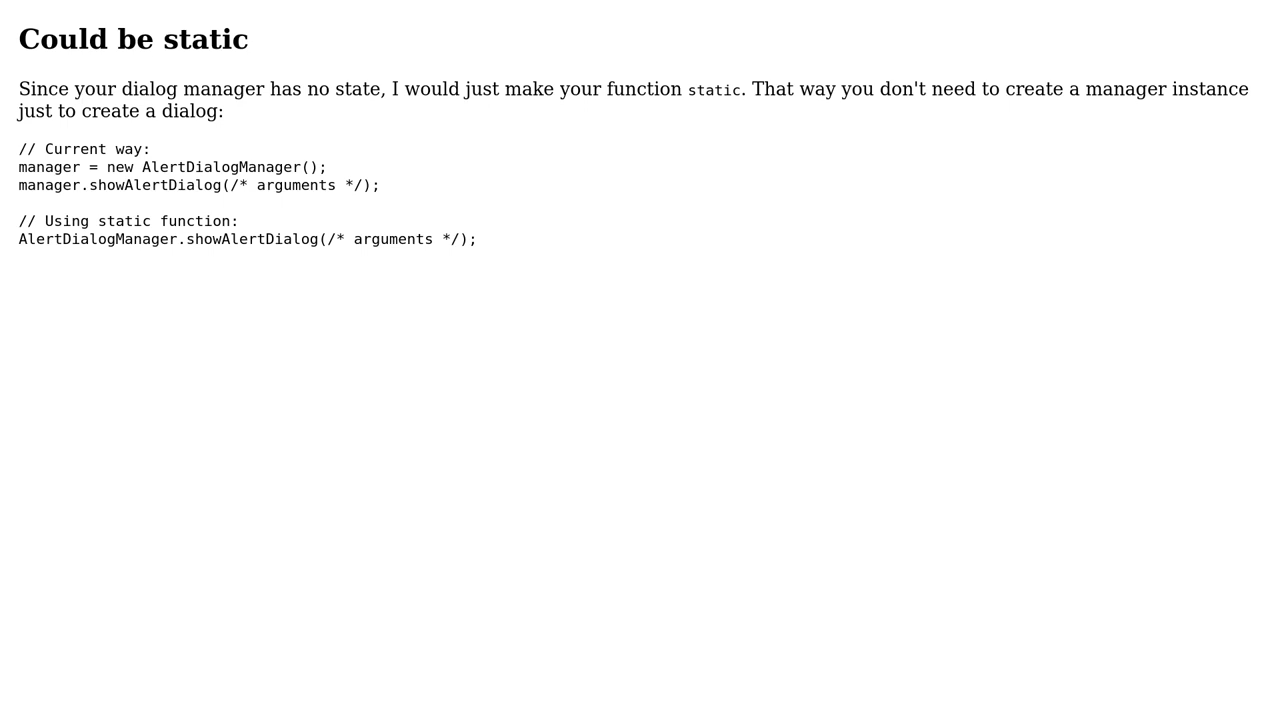 Could be static
Since your dialog manager has no state, I would just make your function static. That way you don't need to create a manager instance
just to create a dialog:
// Current way:
manager = new AlertDialogManager();
manager.showAlertDialog(/* arguments */);
// Using static function:
AlertDialogManager.showAlertDialog(/* arguments */);